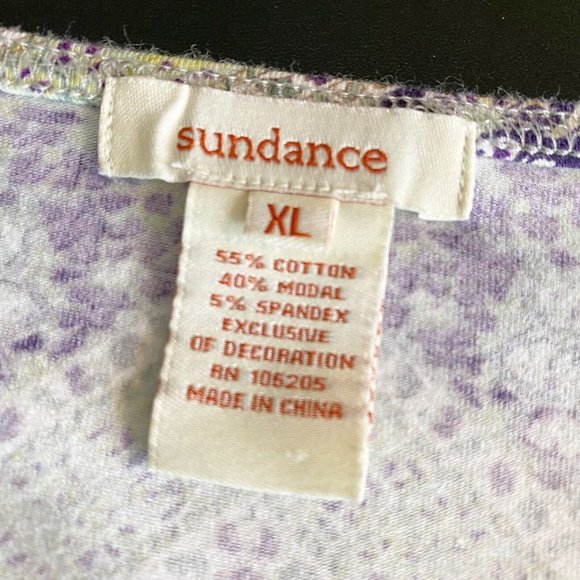 sundance
XL
55% COTTON
40% MODAL
5% SPANDEX
EXCLUSIVE
OF DECORATION
RN 106205
MADE IN CHINA